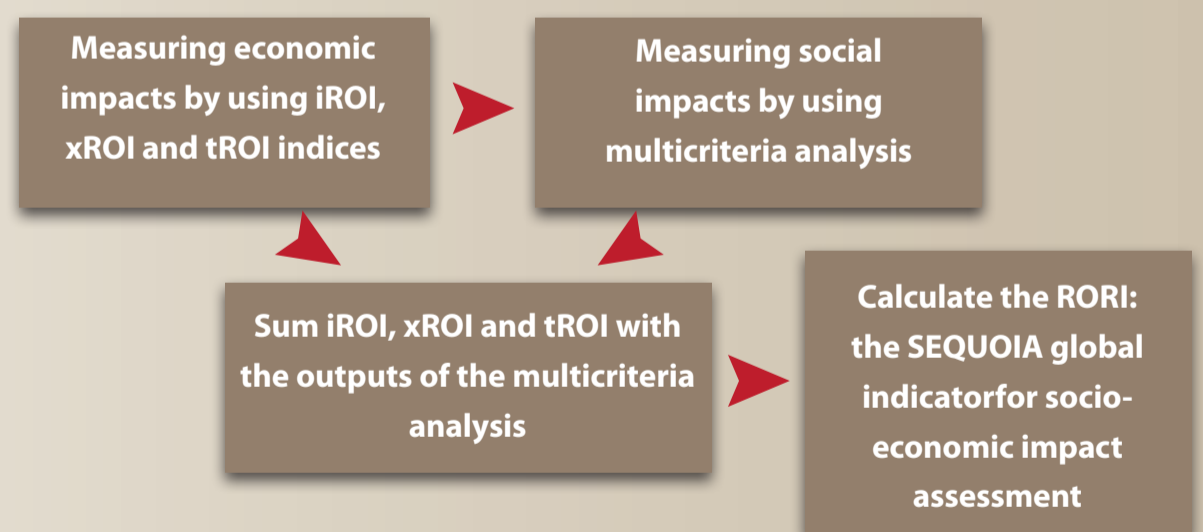 Measuring economic
impacts by using iROI,
xROI and tROI indices
Measuring social
impacts by using
multicriteria analysis
Sum iROI, xROI and tROI with
the outputs of the multicriteria
analysis
Calculate the RORI:
the SEQUOIA global
indicatorfor socio-
economic impact
assessment